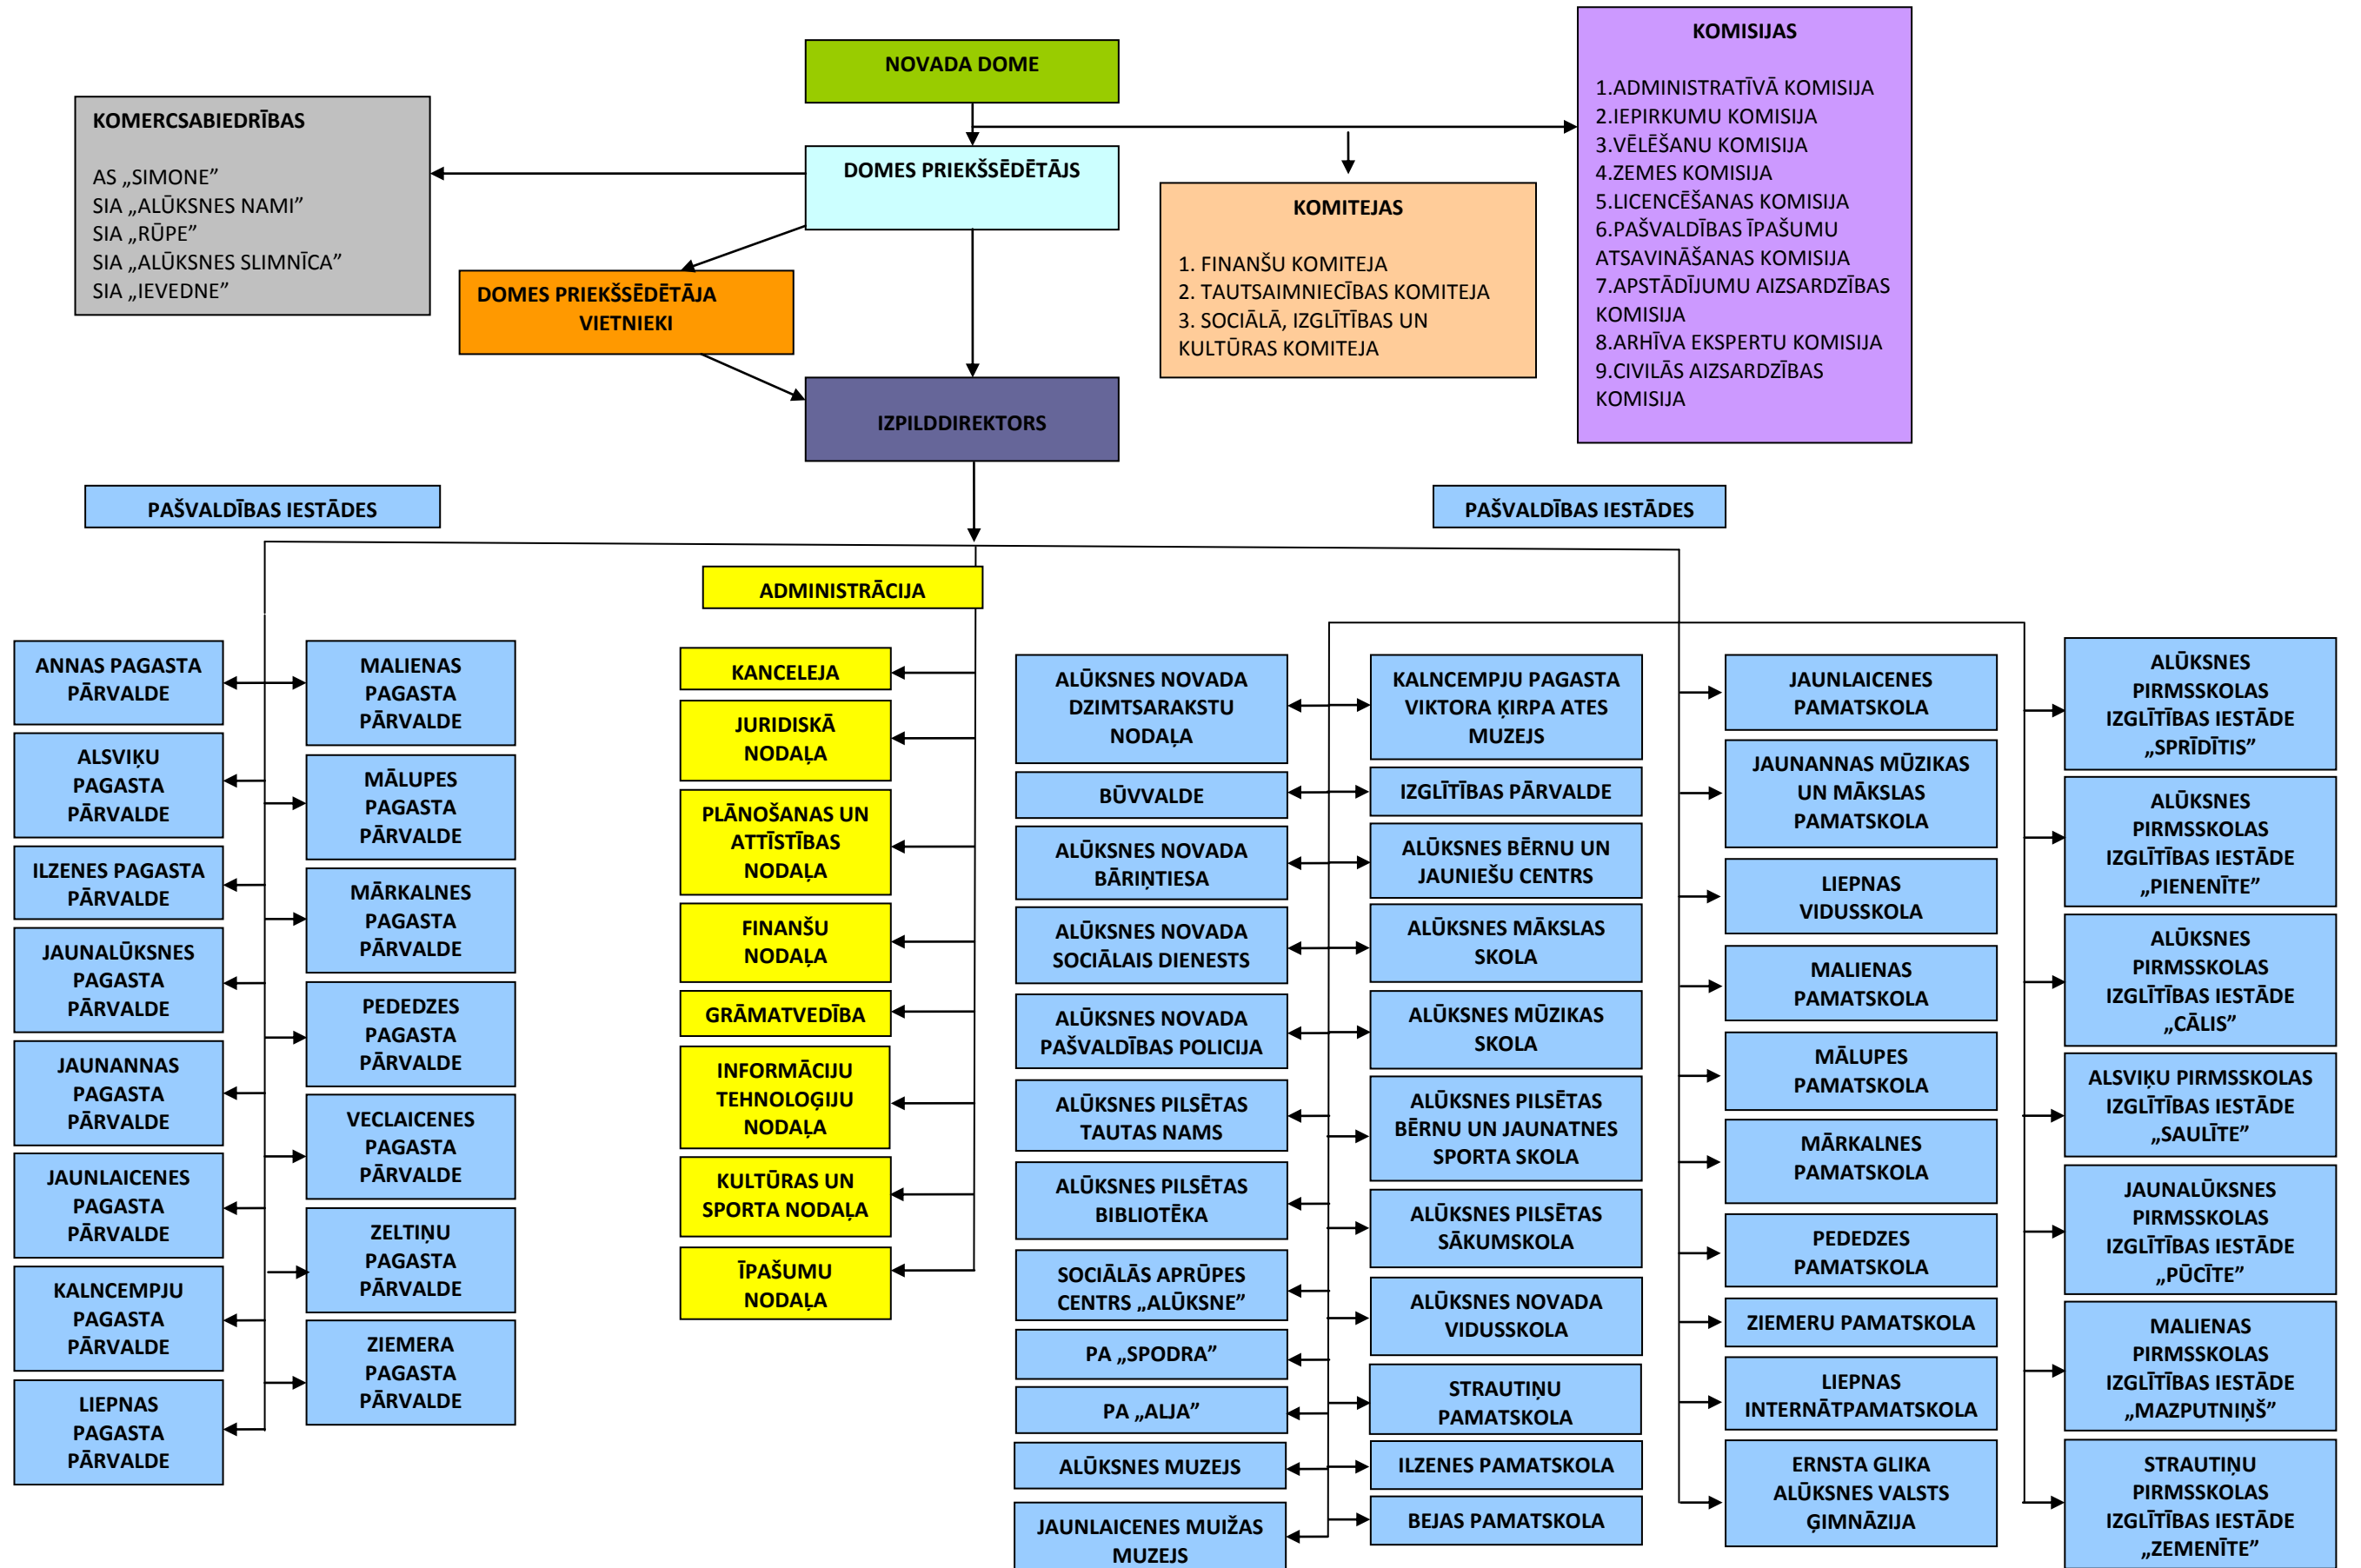 NOVADA DOME
KOMERCSABIEDRĪBAS
AS „SIMONE”
SIA „ALŪKSNES NAMI”
SIA „RŪPE”
SIA „ALŪKSNES SLIMNĪCA”
SIA „IEVEDNE”
DOMES PRIEKŠSĒDĒTĀJS
DOMES PRIEKŠSĒDĒTĀJA
VIETNIEKI
IZPILDDIREKTORS
KOMITEJAS
1. FINANŠU KOMITEJA
2. TAUTSAIMNIECĪBAS KOMITEJA
3. SOCIĀLĀ, IZGLĪTĪBAS UN
KULTŪRAS KOMITEJA
KOMISIJAS
1.ADMINISTRATĪVĀ KOMISIJA
2.IEPIRKUMU KOMISIJA
3.VĒLĒŠANU KOMISIJA
4.ZEMES KOMISIJA
5.LICENCĒŠANAS KOMISIJA
6.PAŠVALDĪBAS ĪPAŠUMU
ATSAVINĀŠANAS KOMISIJA
7.APSTĀDĪJUMU AIZSARDZĪBAS
KOMISIJA
8.ARHĪVA EKSPERTU KOMISIJA
9.CIVILĀS AIZSARDZĪBAS
KOMISIJA
PAŠVALDĪBAS IESTĀDES
PAŠVALDĪBAS IESTĀDES
ADMINISTRĀCIJA
ANNAS PAGASTA
PĀRVALDE
ALSVIĶU
PAGASTA
PĀRVALDE
ILZENES PAGASTA
PĀRVALDE
JAUNALŪKSNES
PAGASTA
PĀRVALDE
JAUNANNAS
PAGASTA
PĀRVALDE
JAUNLAICENES
PAGASTA
PĀRVALDE
KALNCEMPJU
PAGASTA
PĀRVALDE
LIEPNAS
PAGASTA
PĀRVALDE
MALIENAS
PAGASTA
PĀRVALDE
MĀLUPES
PAGASTA
PĀRVALDE
MĀRKALNES
PAGASTA
PĀRVALDE
PEDEDZES
PAGASTA
PĀRVALDE
VECLAICENES
PAGASTA
PĀRVALDE
ZELTIŅU
PAGASTA
PĀRVALDE
ZIEMERA
PAGASTA
PĀRVALDE
KANCELEJA
JURIDISKĀ
NODAĻA
PLĀNOŠANAS UN
ATTĪSTĪBAS
NODAĻA
FINANŠU
NODAĻA
GRĀMATVEDĪBA
INFORMĀCIJU
TEHNOLOĢIJU
NODAĻA
KULTŪRAS UN
SPORTA NODAĻA
ĪPAŠUMU
NODAĻA
ALŪKSNES NOVADA
DZIMTSARAKSTU
NODAĻA
BŪVVALDE
ALŪKSNES NOVADA
BĀRIŅTIESA
ALŪKSNES NOVADA
SOCIĀLAIS DIENESTS
ALŪKSNES NOVADA
PAŠVALDĪBAS POLICIJA
ALŪKSNES PILSĒTAS
TAUTAS NAMS
ALŪKSNES PILSĒTAS
BIBLIOTĒKA
SOCIĀLĀS APRŪPES
CENTRS „ALŪKSNE”
PA „SPODRA”
PA „ALJA”
ALŪKSNES MUZEJS
JAUNLAICENES MUIŽAS
MUZEJS
KALNCEMPJU PAGASTA
VIKTORA ĶIRPA ATES
MUZEJS
IZGLĪTĪBAS PĀRVALDE
ALŪKSNES BĒRNU UN
JAUNIEŠU CENTRS
ALŪKSNES MĀKSLAS
SKOLA
ALŪKSNES MŪZIKAS
SKOLA
ALŪKSNES PILSĒTAS
BĒRNU UN JAUNATNES
SPORTA SKOLA
ALŪKSNES PILSĒTAS
SĀKUMSKOLA
ALŪKSNES NOVADA
VIDUSSKOLA
STRAUTIŅU
PAMATSKOLA
ILZENES PAMATSKOLA
BEJAS PAMATSKOLA
JAUNLAICENES
PAMATSKOLA
JAUNANNAS MŪZIKAS
UN MĀKSLAS
PAMATSKOLA
LIEPNAS
VIDUSSKOLA
MALIENAS
PAMATSKOLA
MĀLUPES
PAMATSKOLA
MĀRKALNES
PAMATSKOLA
PEDEDZES
PAMATSKOLA
ZIEMERU PAMATSKOLA
LIEPNAS
INTERNĀTPAMATSKOLA
ERNSTA GLIKA
ALŪKSNES VALSTS
ĢIMNĀZIJA
ALŪKSNES
PIRMSSKOLAS
IZGLĪTĪBAS IESTĀDE
„SPRĪDĪTIS”
ALŪKSNES
PIRMSSKOLAS
IZGLĪTĪBAS IESTĀDE
„PIENENĪTE”
ALŪKSNES
PIRMSSKOLAS
IZGLĪTĪBAS IESTĀDE
„CĀLIS”
ALSVIĶU PIRMSSKOLAS
IZGLĪTĪBAS IESTĀDE
„SAULĪTE”
JAUNALŪKSNES
PIRMSSKOLAS
IZGLĪTĪBAS IESTĀDE
„PŪCĪTE”
MALIENAS
PIRMSSKOLAS
IZGLĪTĪBAS IESTĀDE
„MAZPUTNIŅŠ”
STRAUTIŅU
PIRMSSKOLAS
IZGLĪTĪBAS IESTĀDE
„ZEMENĪTE”